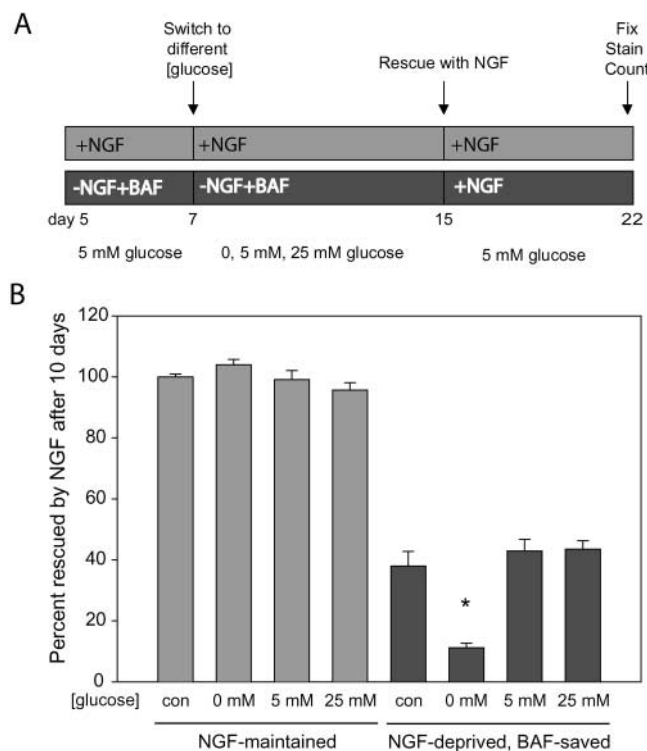 A
Switch to
different
[glucose]
Rescue with NGF
Fix
Stain
Count
+NGF +NGF +NGF
-NGF+BAF -NGF+BAF +NGF
day 5 7 15 22
5 mM glucose 0, 5 mM, 25 mM glucose 5 mM glucose
B
Percent rescued by NGF after 10 days
120
100
80
60
40
20
0
*
[glucose] con 0 mM 5 mM 25 mM con 0 mM 5 mM 25 mM
NGF-maintained NGF-deprived, BAF-saved